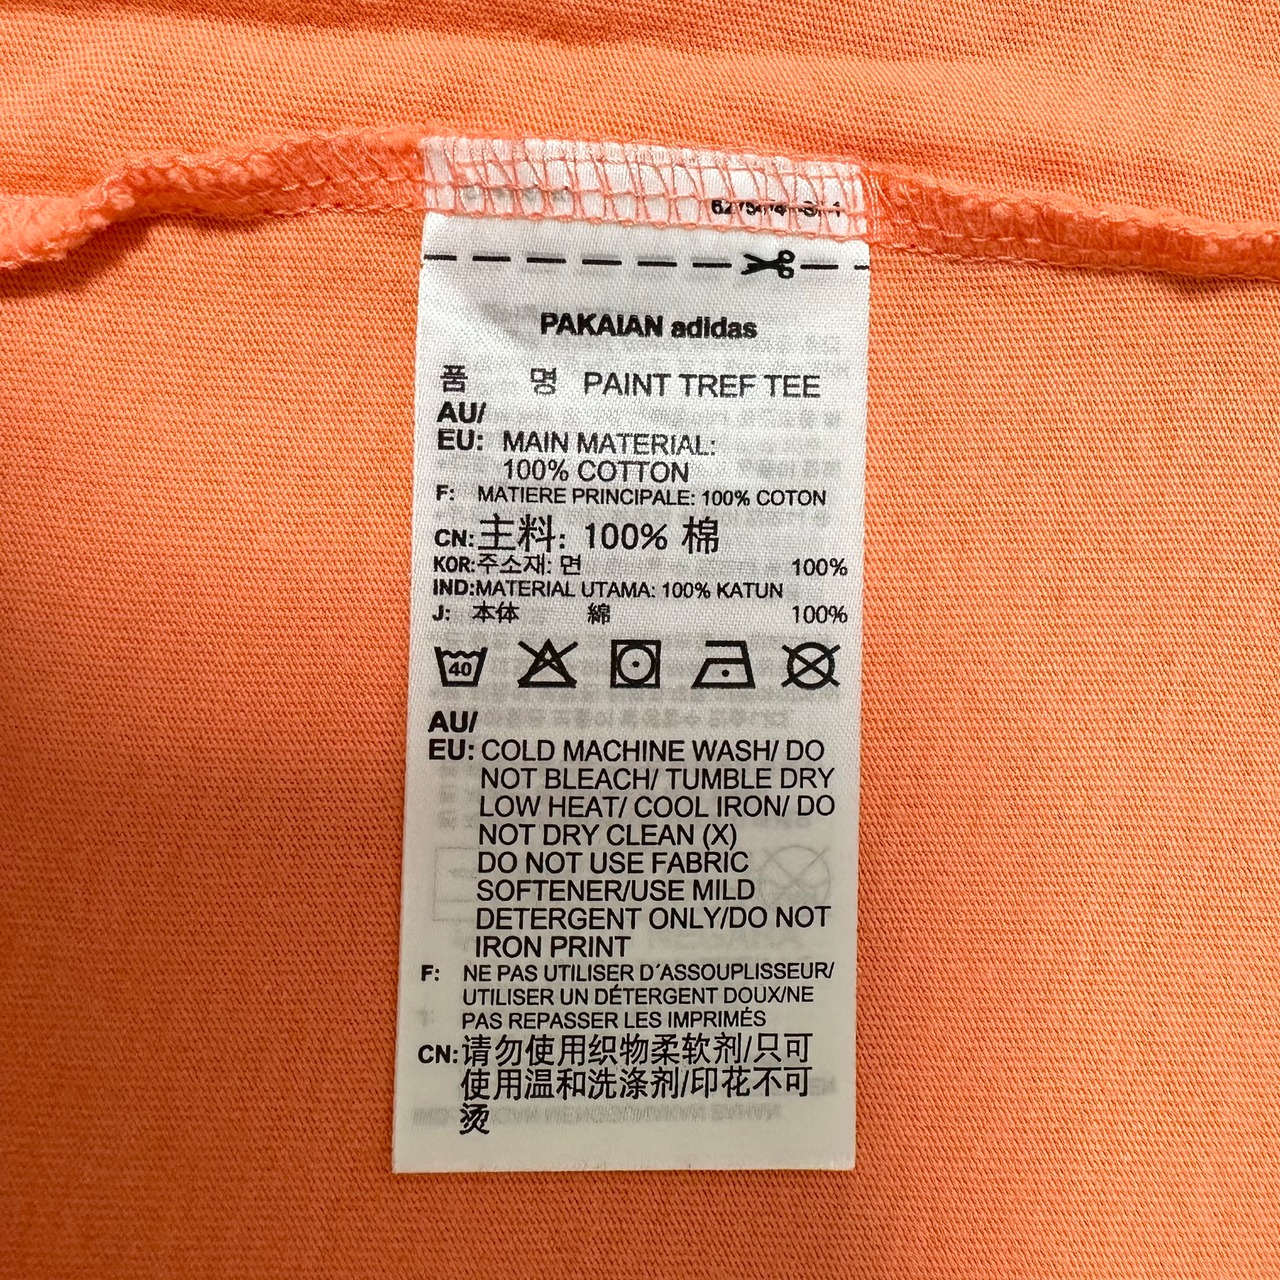 PAKAIAN adidas
품 명 PAINT TREF TEE
AU/
EU: MAIN MATERIAL:
100% COTTON
F: MATIERE PRINCIPALE: 100% COTON
CN: 主料: 100% 棉
KOR:주소재: 면 100%
IND:MATERIAL UTAMA: 100% KATUN
J: 本体 綿 100%
40
AU/
EU: COLD MACHINE WASH/ DO
NOT BLEACH/ TUMBLE DRY
LOW HEAT/ COOL IRON/ DO
NOT DRY CLEAN (X)
DO NOT USE FABRIC
SOFTENER/USE MILD
DETERGENT ONLY/DO NOT
IRON PRINT
F: NE PAS UTILISER D´ASSOUPLISSEUR/
UTILISER UN DÉTERGENT DOUX/NE
PAS REPASSER LES IMPRIMÉS
CN: 请勿使用织物柔软剂/只可
使用温和洗涤剂/印花不可
烫